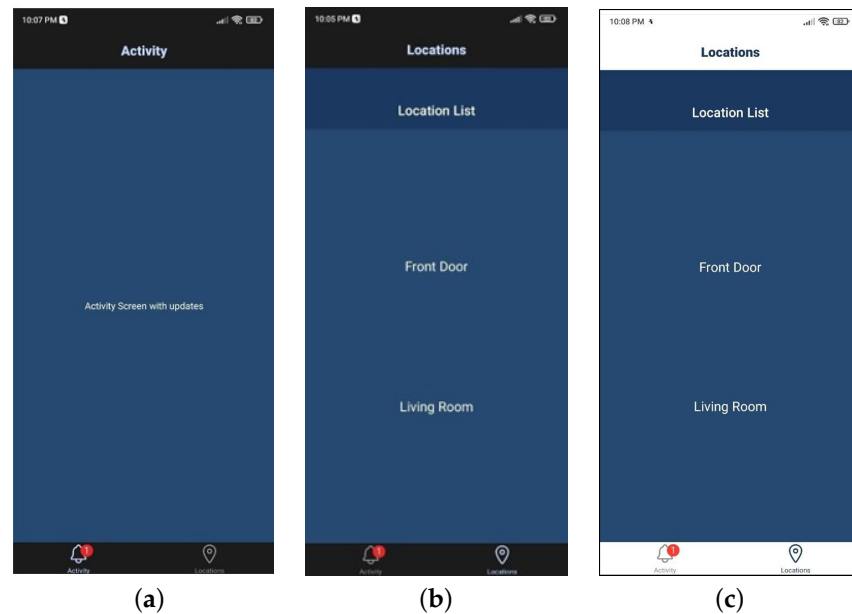 10:07 PM
Activity
Activity Screen with updates
1
Activity
Locations
(a)
10:05 PM
Locations
Location List
Front Door
Living Room
1
Activity
Locations
(b)
10:08 PM
Locations
Location List
Front Door
Living Room
1
Activity
Locations
(c)